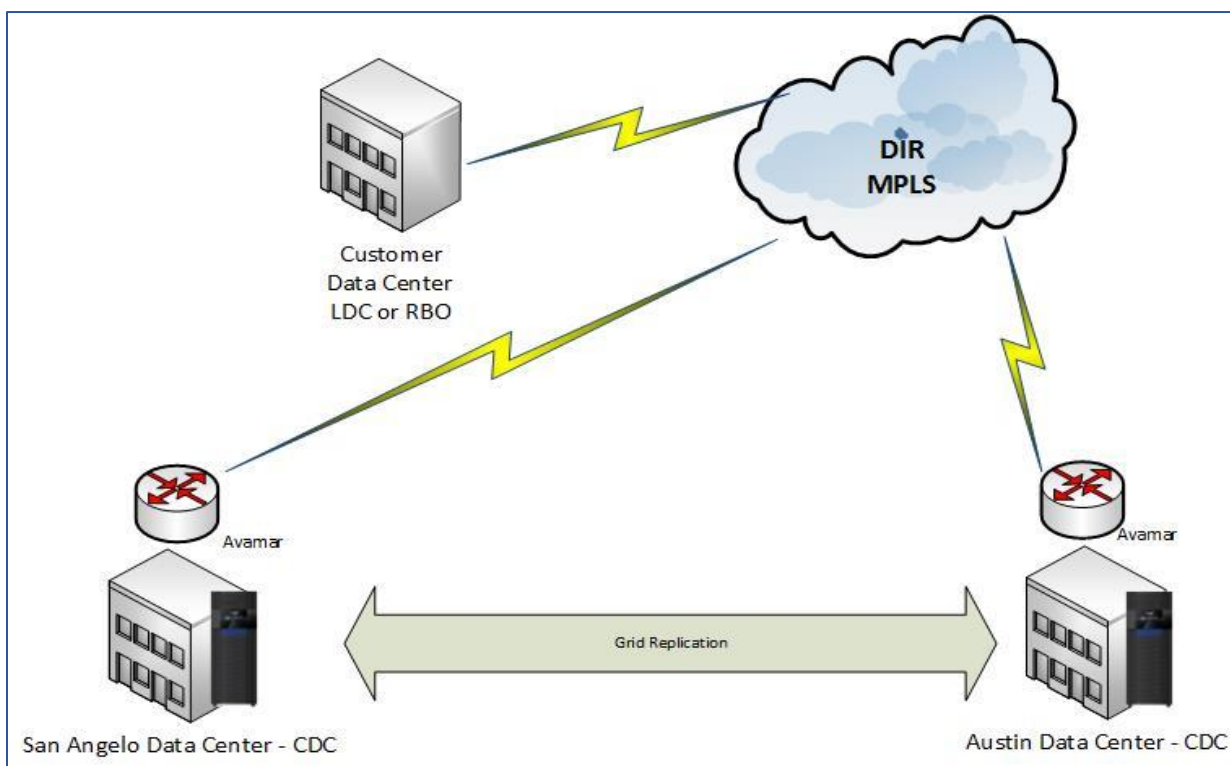 DIR
MPLS
Customer
Data Center
LDC or RBO
Avamar
Avamar
Grid Replication
San Angelo Data Center - CDC
Austin Data Center - CDC